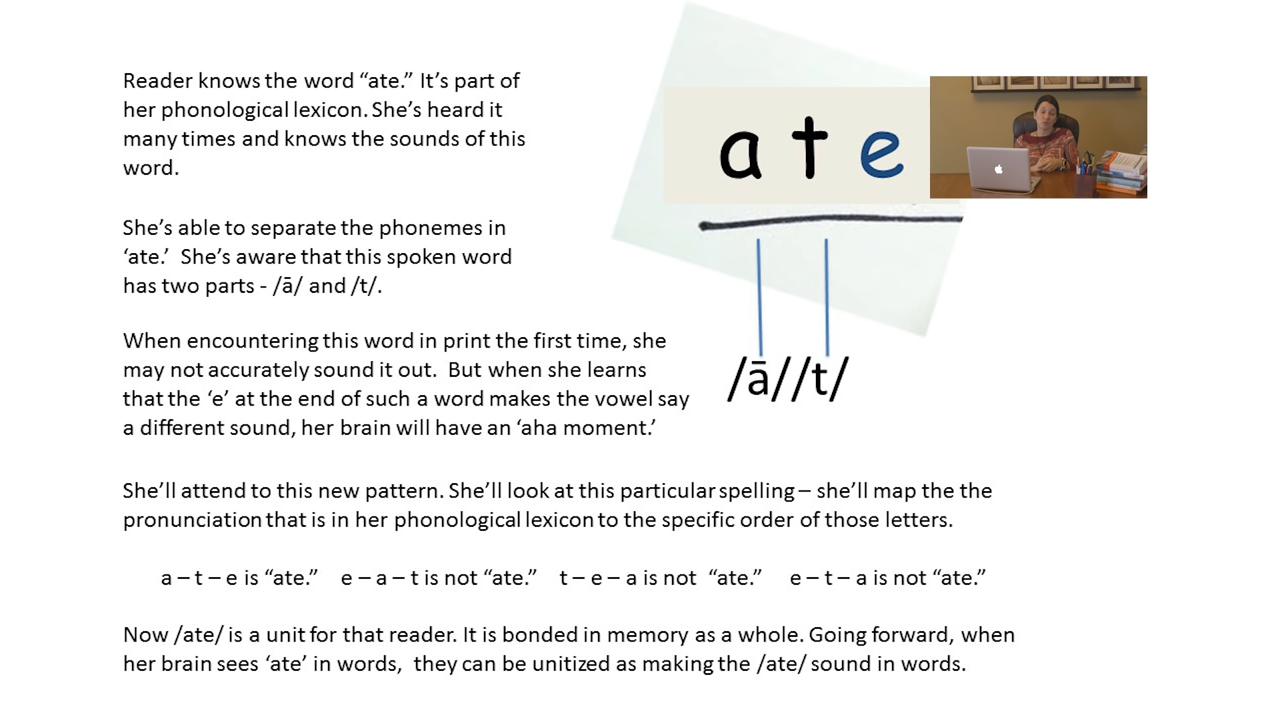 Reader knows the word “ate.” It’s part of
her phonological lexicon. She’s heard it
many times and knows the sounds of this
word.
She’s able to separate the phonemes in
‘ate.’  She’s aware that this spoken word
has two parts - /ā/ and /t/.
When encountering this word in print the first time, she
may not accurately sound it out.  But when she learns
that the ‘e’ at the end of such a word makes the vowel say
a different sound, her brain will have an ‘aha moment.’
a t e
/ā//t/
She’ll attend to this new pattern. She’ll look at this particular spelling – she’ll map the the
pronunciation that is in her phonological lexicon to the specific order of those letters.
a – t – e is “ate.”    e – a – t is not “ate.”    t – e – a is not  “ate.”    e – t – a is not “ate.”
Now /ate/ is a unit for that reader. It is bonded in memory as a whole. Going forward, when
her brain sees ‘ate’ in words,  they can be unitized as making the /ate/ sound in words.